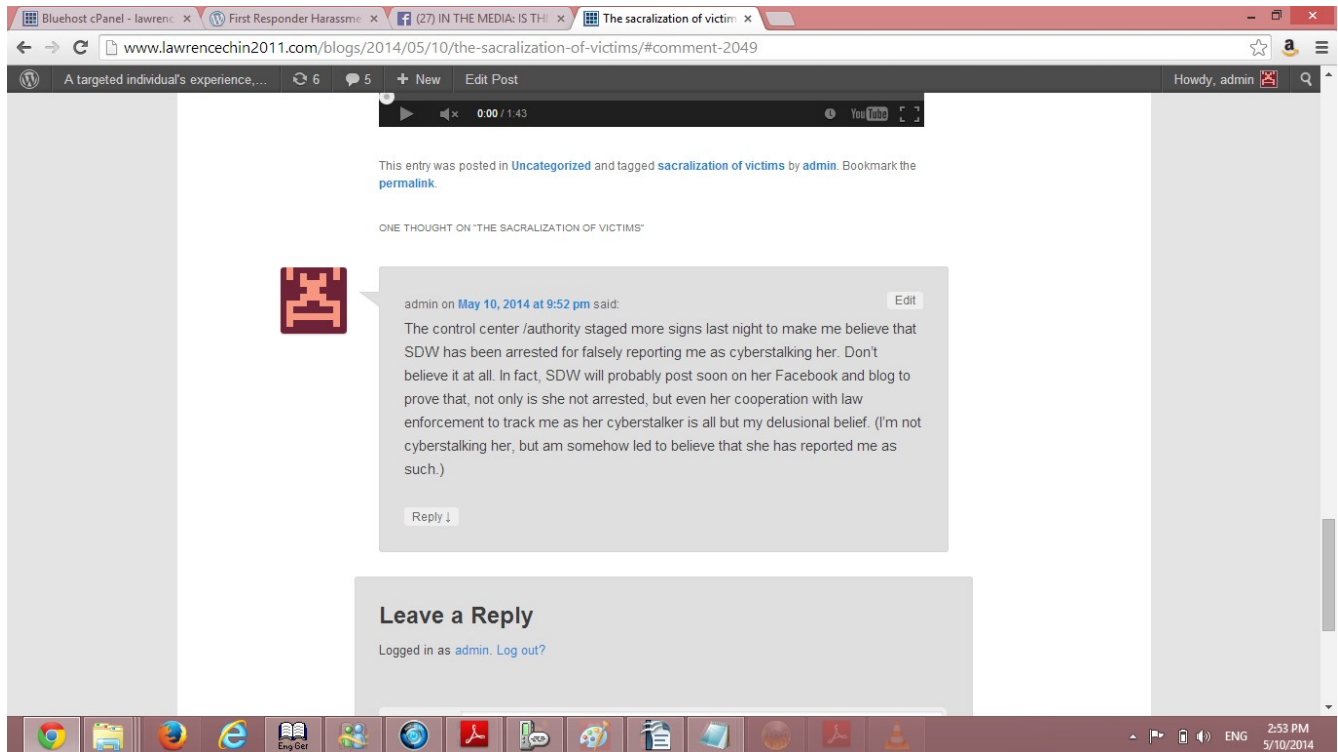 Bluehost cPanel - lawrenc
First Responder Harassme
(27) IN THE MEDIA: IS TH
The sacralization of victim
www.lawrencechin2011.com/blogs/2014/05/10/the-sacralization-of-victims/#comment-2049
A targeted individual's experience,... 6 5 + New Edit Post Howdy, admin
0:00 / 1:43 YouTube
This entry was posted in Uncategorized and tagged sacralization of victims by admin. Bookmark the
permalink.
ONE THOUGHT ON "THE SACRALIZATION OF VICTIMS"
admin on May 10, 2014 at 9:52 pm said: Edit
The control center /authority staged more signs last night to make me believe that
SDW has been arrested for falsely reporting me as cyberstalking her. Don't
believe it at all. In fact, SDW will probably post soon on her Facebook and blog to
prove that, not only is she not arrested, but even her cooperation with law
enforcement to track me as her cyberstalker is all but my delusional belief. (I'm not
cyberstalking her, but am somehow led to believe that she has reported me as
such.)
Reply ↓
Leave a Reply
Logged in as admin. Log out?
Eng Ger
ENG
2:53 PM
5/10/2014